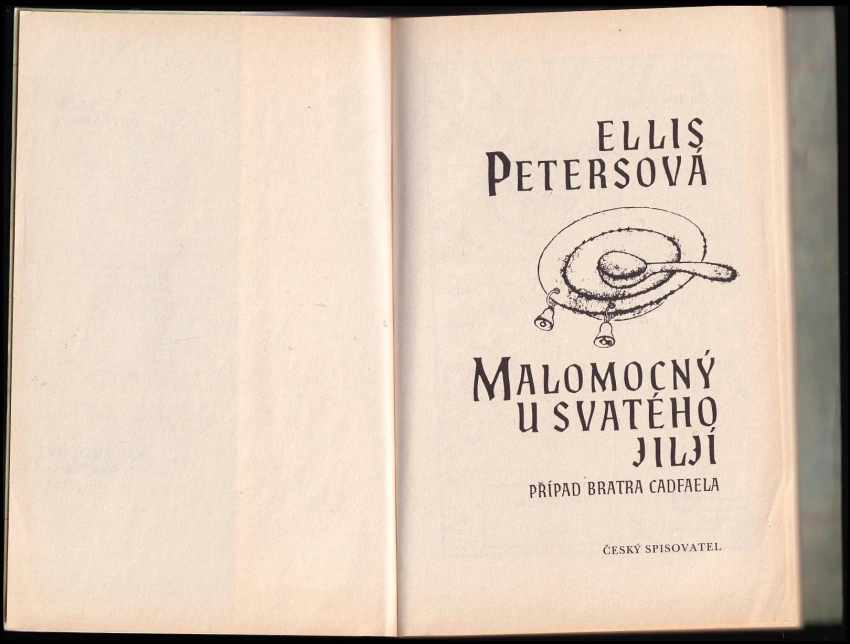 ELLIS
PETERSOVÁ
MALOMOCNÝ
U SVATÉHO
JILJÍ
PŘÍPAD BRATRA CADFAELA
ČESKÝ SPISOVATEL